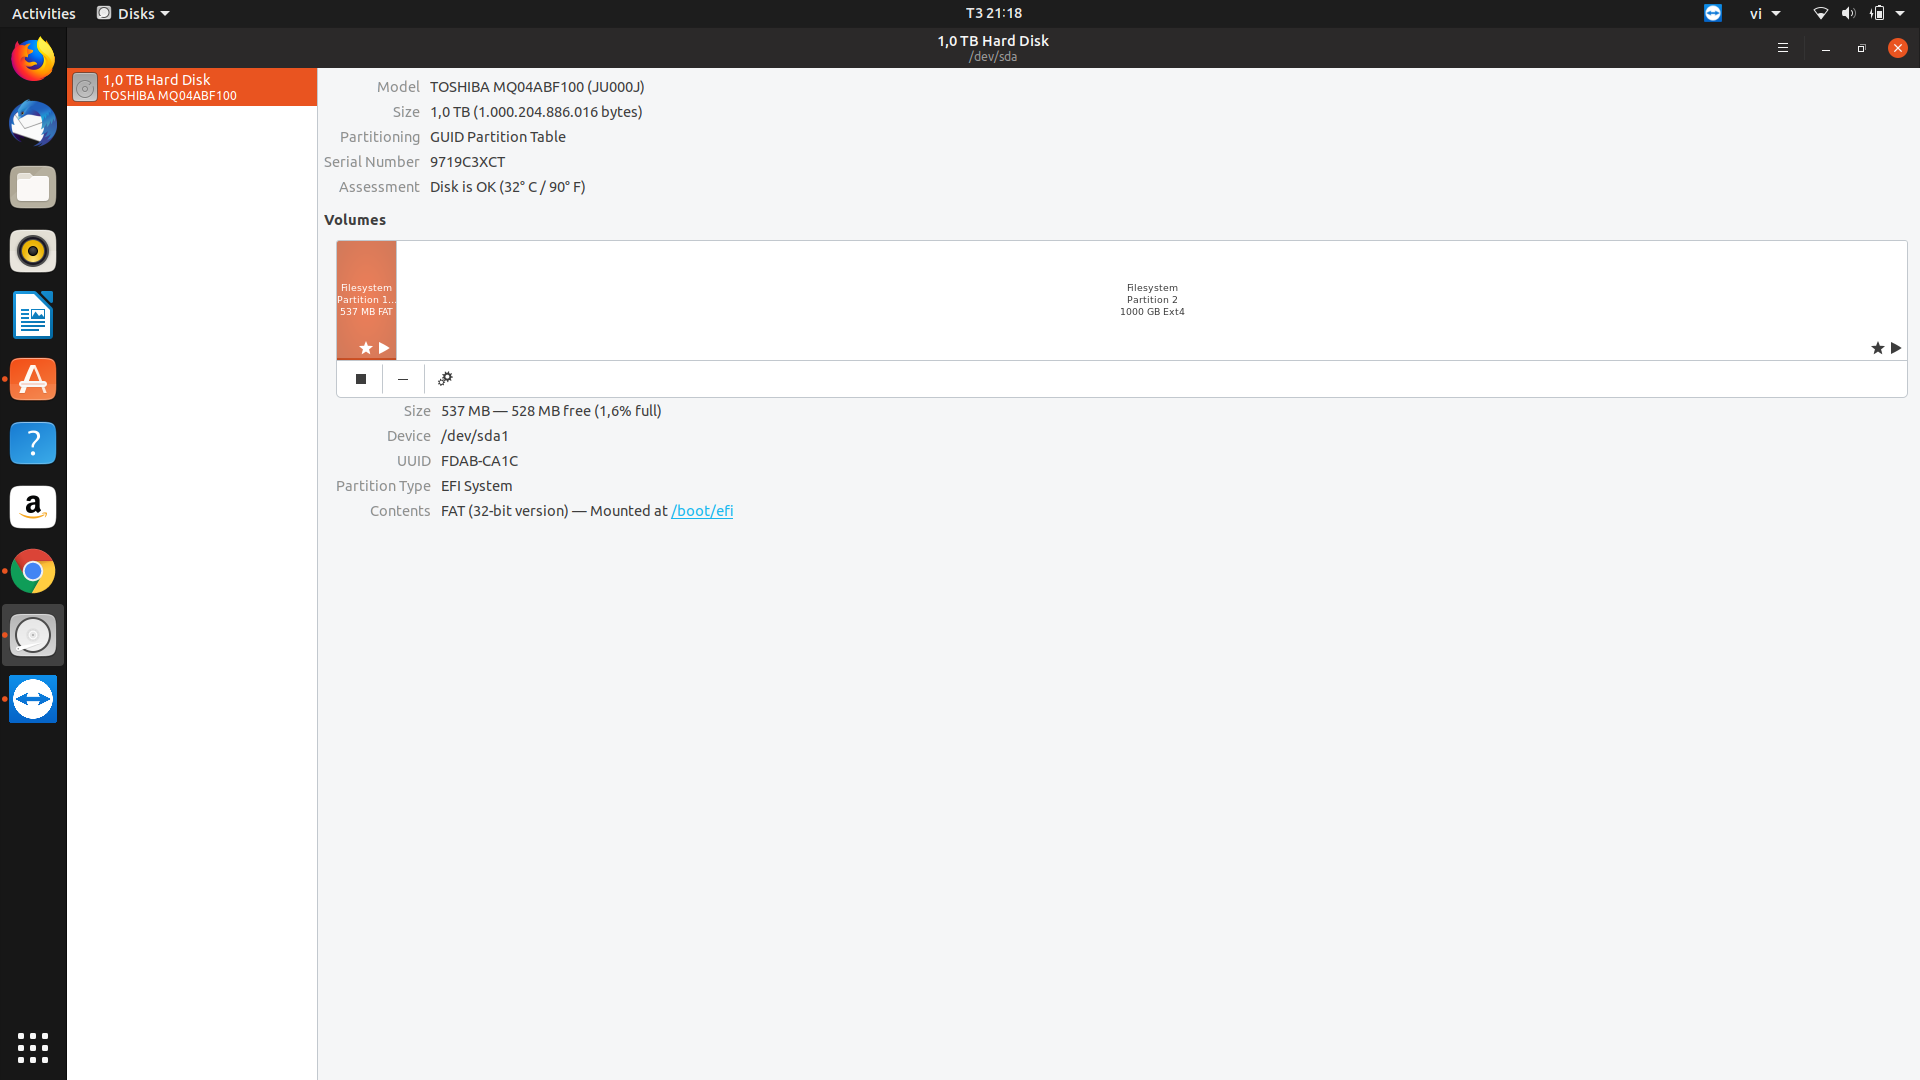 Activities
Disks
T3 21:18
vi
1,0 TB Hard Disk
/dev/sda
1,0 TB Hard Disk
TOSHIBA MQ04ABF100
Model TOSHIBA MQ04ABF100 (JU000J)
Size 1,0 TB (1.000.204.886.016 bytes)
Partitioning GUID Partition Table
Serial Number 9719C3XCT
Assessment Disk is OK (32° C / 90° F)
Volumes
Filesystem
Partition 1...
537 MB FAT
Filesystem
Partition 2
1000 GB Ext4
Size 537 MB — 528 MB free (1,6% full)
Device /dev/sda1
UUID FDAB-CA1C
Partition Type EFI System
Contents FAT (32-bit version) — Mounted at /boot/efi